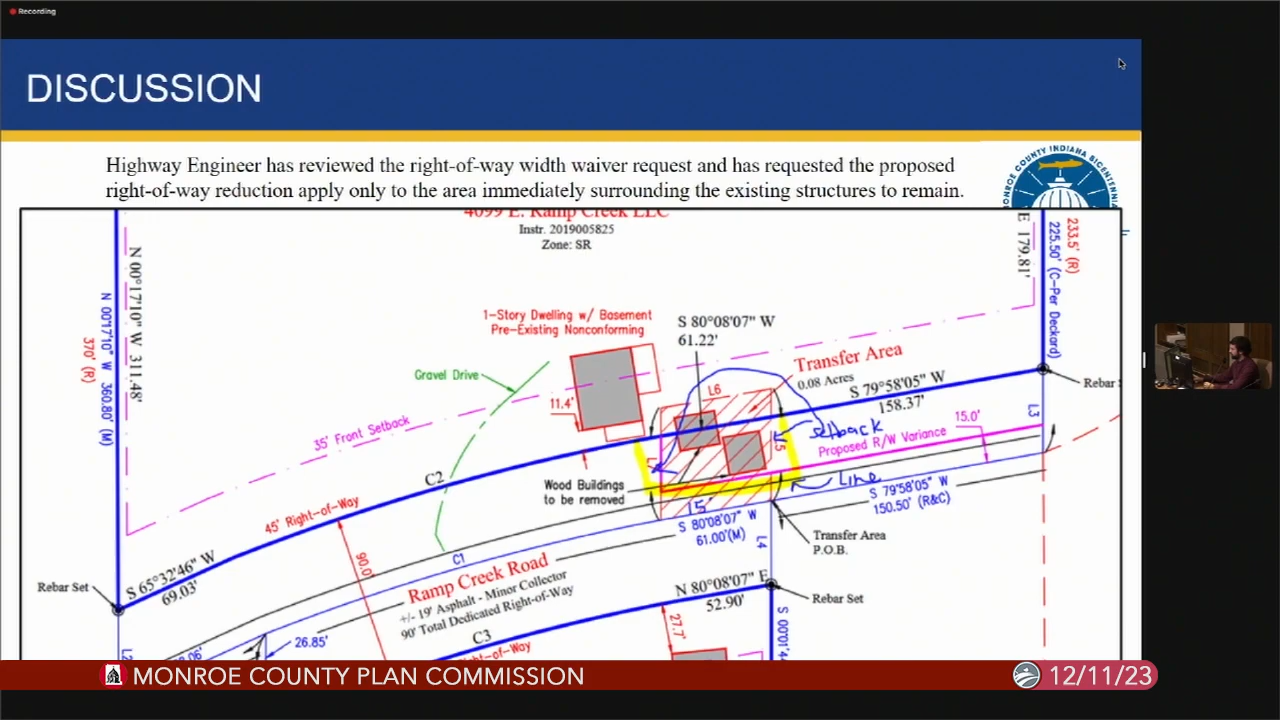 Recording
DISCUSSION
Highway Engineer has reviewed the right-of-way width waiver request and has requested the proposed
right-of-way reduction apply only to the area immediately surrounding the existing structures to remain.
4099 E. Ramp Creek LLC
Instr. 2019005825
Zone: SR
N 00°17'10" W 311.48'
N 00°17'10" W 360.80' (M)
370' (R)
E 179.81'
225.50' (C-Per Deckard)
233.5' (R)
1-Story Dwelling w/ Basement
Pre-Existing Nonconforming
S 80°08'07" W
61.22'
Transfer Area
0.08 Acres
S 79°58'05" W
158.37'
Rebar
Gravel Drive
11.4'
L6
L5
L3
15.0'
setback
Proposed R/W Variance
35' Front Setback
C2
Wood Buildings
to be removed
Line
15'
S 79°58'05" W
150.50' (R&C)
S 80°08'07" W
61.00'(M)
45' Right-of-Way
90.0'
C1
L4
Transfer Area
P.O.B.
Ramp Creek Road
+/- 19' Asphalt - Minor Collector
90' Total Dedicated Right-of-Way
Rebar Set
S 65°32'46" W
69.03'
N 80°08'07" E
52.90'
Rebar Set
C3
27.7'
26.85'
MONROE COUNTY PLAN COMMISSION
12/11/23